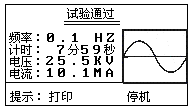 试验通过
频率:0.1 HZ
计时: 7分59秒
电压:25.5KV
电流:10.1MA
提示: 打印 停机